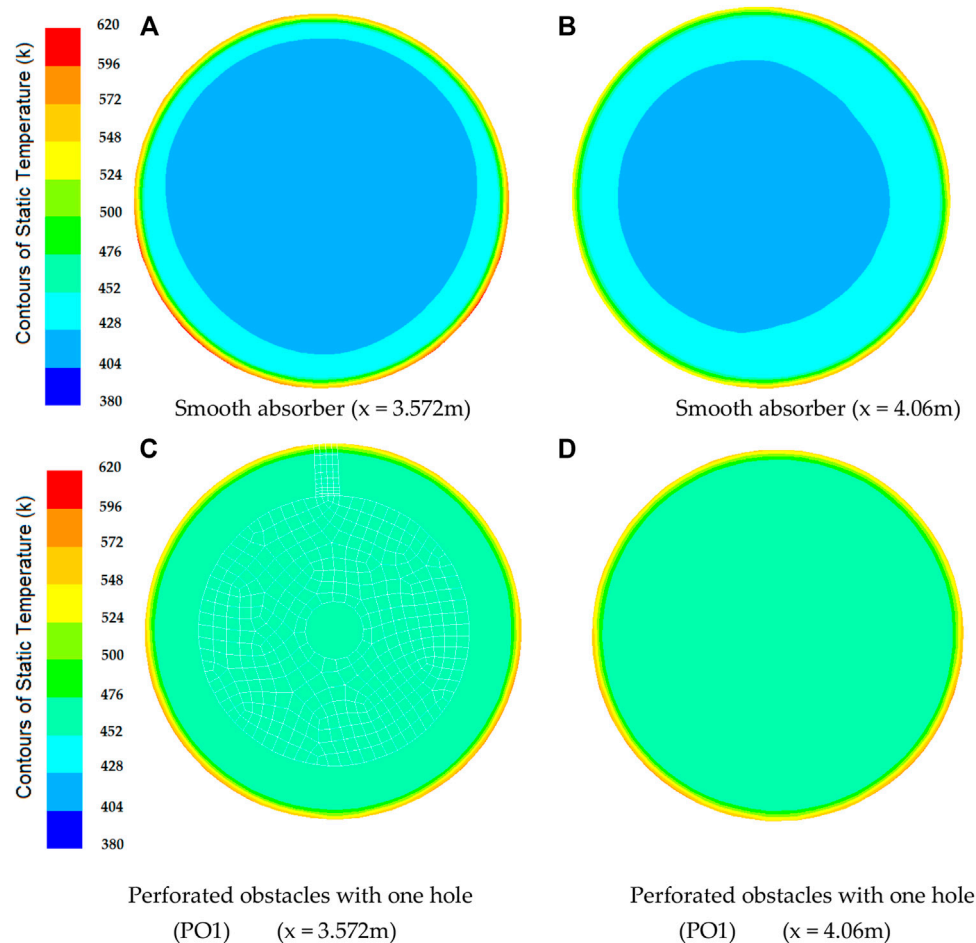 Contours of Static Temperature (k)
620
596
572
548
524
500
476
452
428
404
380
A
B
Smooth absorber (x = 3.572m)
Smooth absorber (x = 4.06m)
Contours of Static Temperature (k)
620
596
572
548
524
500
476
452
428
404
380
C
D
Perforated obstacles with one hole
(PO1) (x = 3.572m)
Perforated obstacles with one hole
(PO1) (x = 4.06m)